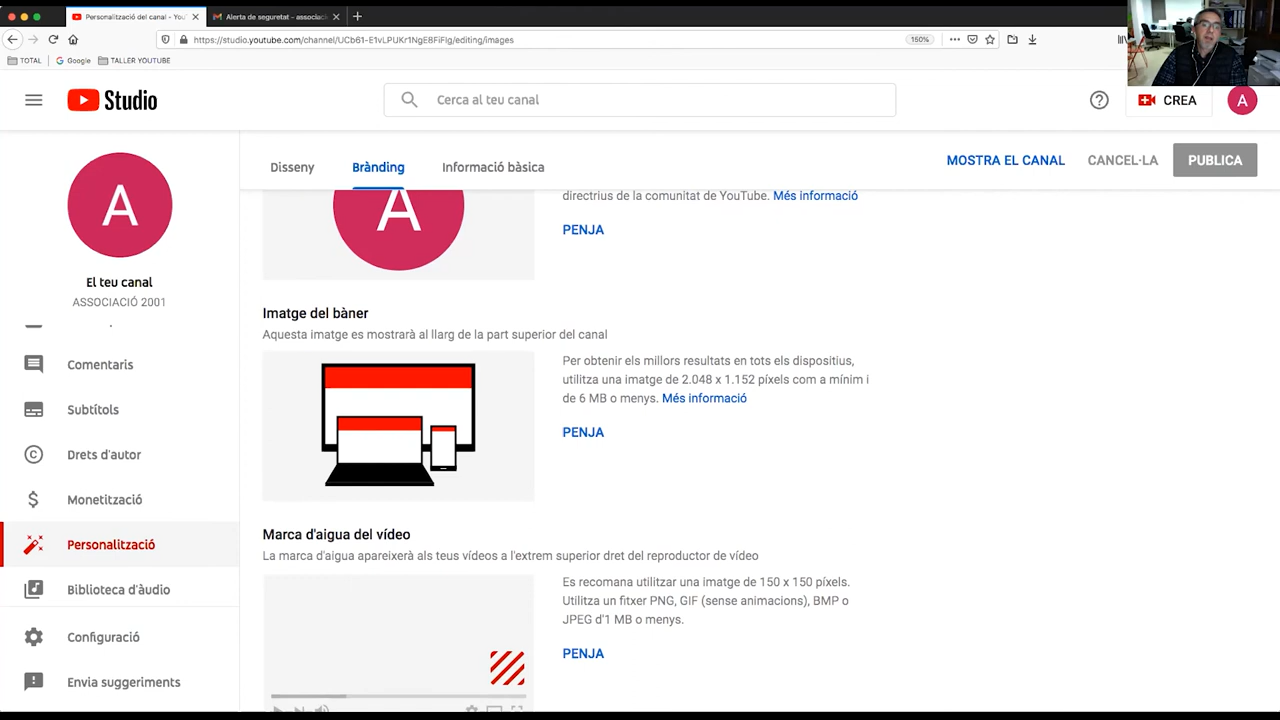 Personalització del canal - You
Alerta de seguretat - associac
https://studio.youtube.com/channel/UCb61-E1vLPUKr1NgEBFiFlg/editing/images
150%
TOTAL
Google
TALLER YOUTUBE
Studio
Cerca al teu canal
CREA
A
Disseny
Brànding
Informació bàsica
MOSTRA EL CANAL
CANCEL·LA
PUBLICA
A
El teu canal
ASSOCIACIÓ 2001
Comentaris
Subtítols
Drets d'autor
Monetització
Personalització
Biblioteca d'àudio
Configuració
Envia suggeriments
A
directrius de la comunitat de YouTube. Més informació
PENJA
Imatge del bàner
Aquesta imatge es mostrarà al llarg de la part superior del canal
Per obtenir els millors resultats en tots els dispositius,
utilitza una imatge de 2.048 x 1.152 píxels com a mínim i
de 6 MB o menys. Més informació
PENJA
Marca d'aigua del vídeo
La marca d'aigua apareixerà als teus vídeos a l'extrem superior dret del reproductor de vídeo
Es recomana utilitzar una imatge de 150 x 150 píxels.
Utilitza un fitxer PNG, GIF (sense animacions), BMP o
JPEG d'1 MB o menys.
PENJA